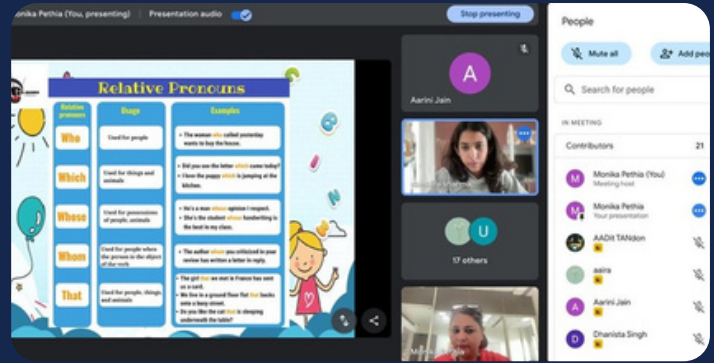 onika Pethia (You, presenting)
Presentation audio
Stop presenting
Relative Pronouns
Relative pronouns
Usage
Examples
Who
Used for people
The woman who called yesterday
wants to buy the house.
Which
Used for things and
animals
Did you see the letter which came today?
I love the puppy which is jumping at the
kitchen.
Whose
Used for possessions
of people, animals
He's a man whose opinion I respect.
She's the student whose handwriting is
the best in my class.
Whom
Used for people when
the person is the object
of the verb
The author whom you criticized in your
review has written a letter in reply.
That
Used for people, things,
and animals
The girl that we met in France has sent
us a card.
We live in a ground floor flat that backs
onto a busy street.
Do you like the cat that is sleeping
underneath the table?
A
Aarini Jain
U
17 others
People
Mute all
Add peo
Search for people
IN MEETING
Contributors
21
M
Monika Pethia (You)
Meeting host
M
Monika Pethia
Your presentation
AADit TANdon
aaira
A
Aarini Jain
D
Dhanista Singh